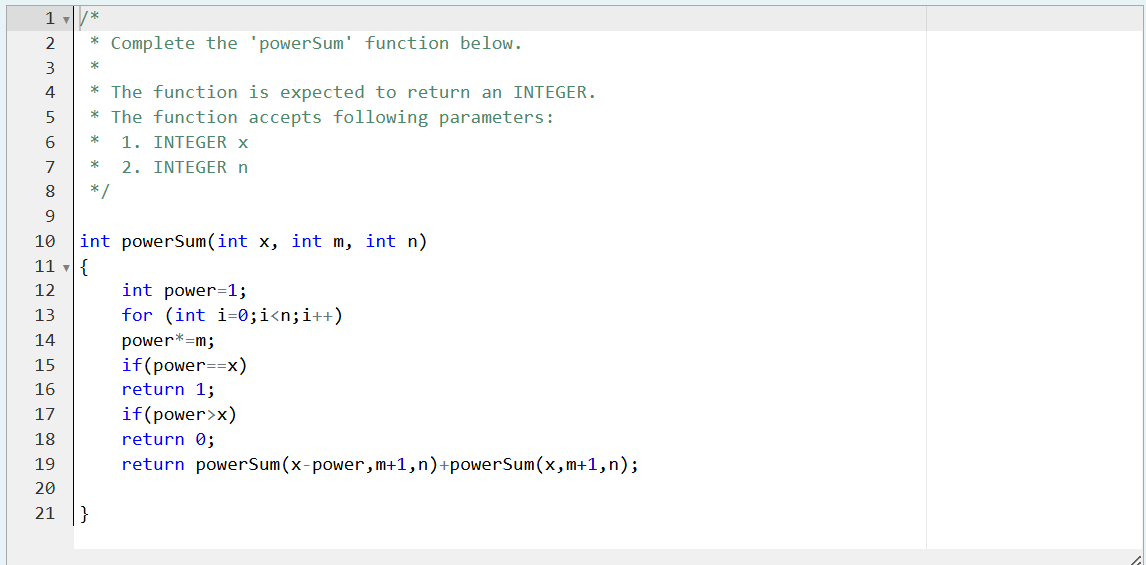 1 /*
2  * Complete the 'powerSum' function below.
3  *
4  * The function is expected to return an INTEGER.
5  * The function accepts following parameters:
6  *  1. INTEGER x
7  *  2. INTEGER n
8  */
9
10 int powerSum(int x, int m, int n)
11 {
12     int power=1;
13     for (int i=0;i<n;i++)
14     power*=m;
15     if(power==x)
16     return 1;
17     if(power>x)
18     return 0;
19     return powerSum(x-power,m+1,n)+powerSum(x,m+1,n);
20
21 }